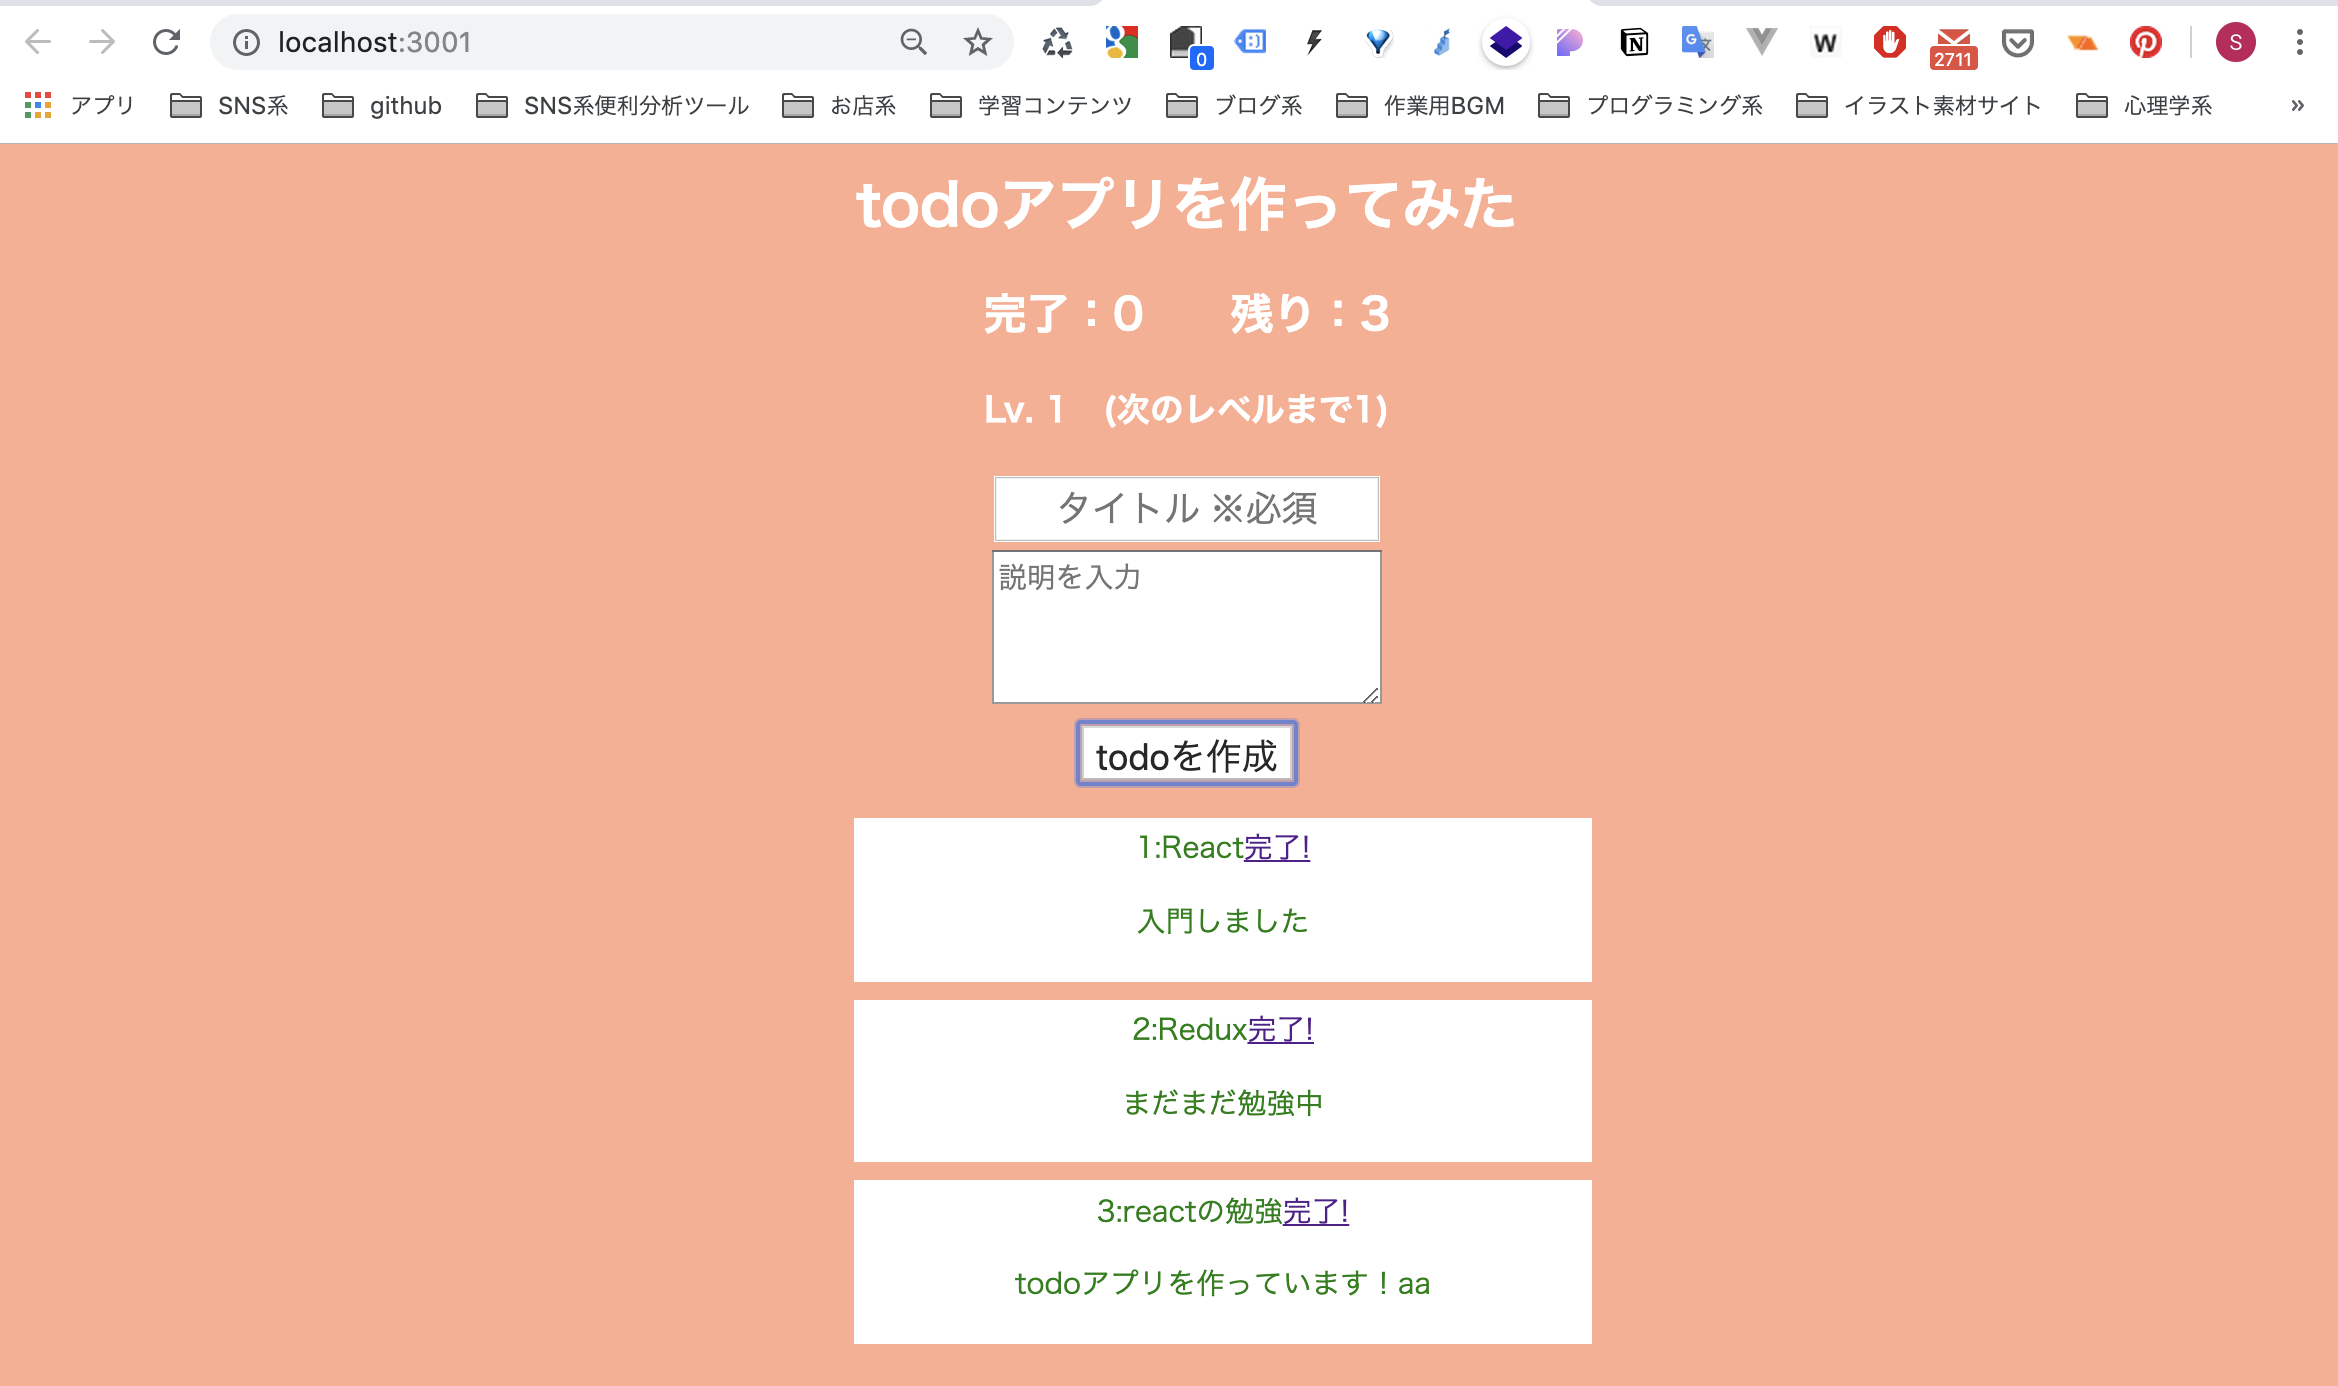 localhost:3001
0
2711
S
アプリ SNS系 github SNS系便利分析ツール お店系 学習コンテンツ ブログ系 作業用BGM プログラミング系 イラスト素材サイト 心理学系 »
todoアプリを作ってみた
完了：0　　残り：3
Lv. 1　(次のレベルまで1)
タイトル ※必須
説明を入力
todoを作成
1:React完了!
入門しました
2:Redux完了!
まだまだ勉強中
3:reactの勉強完了!
todoアプリを作っています！aa